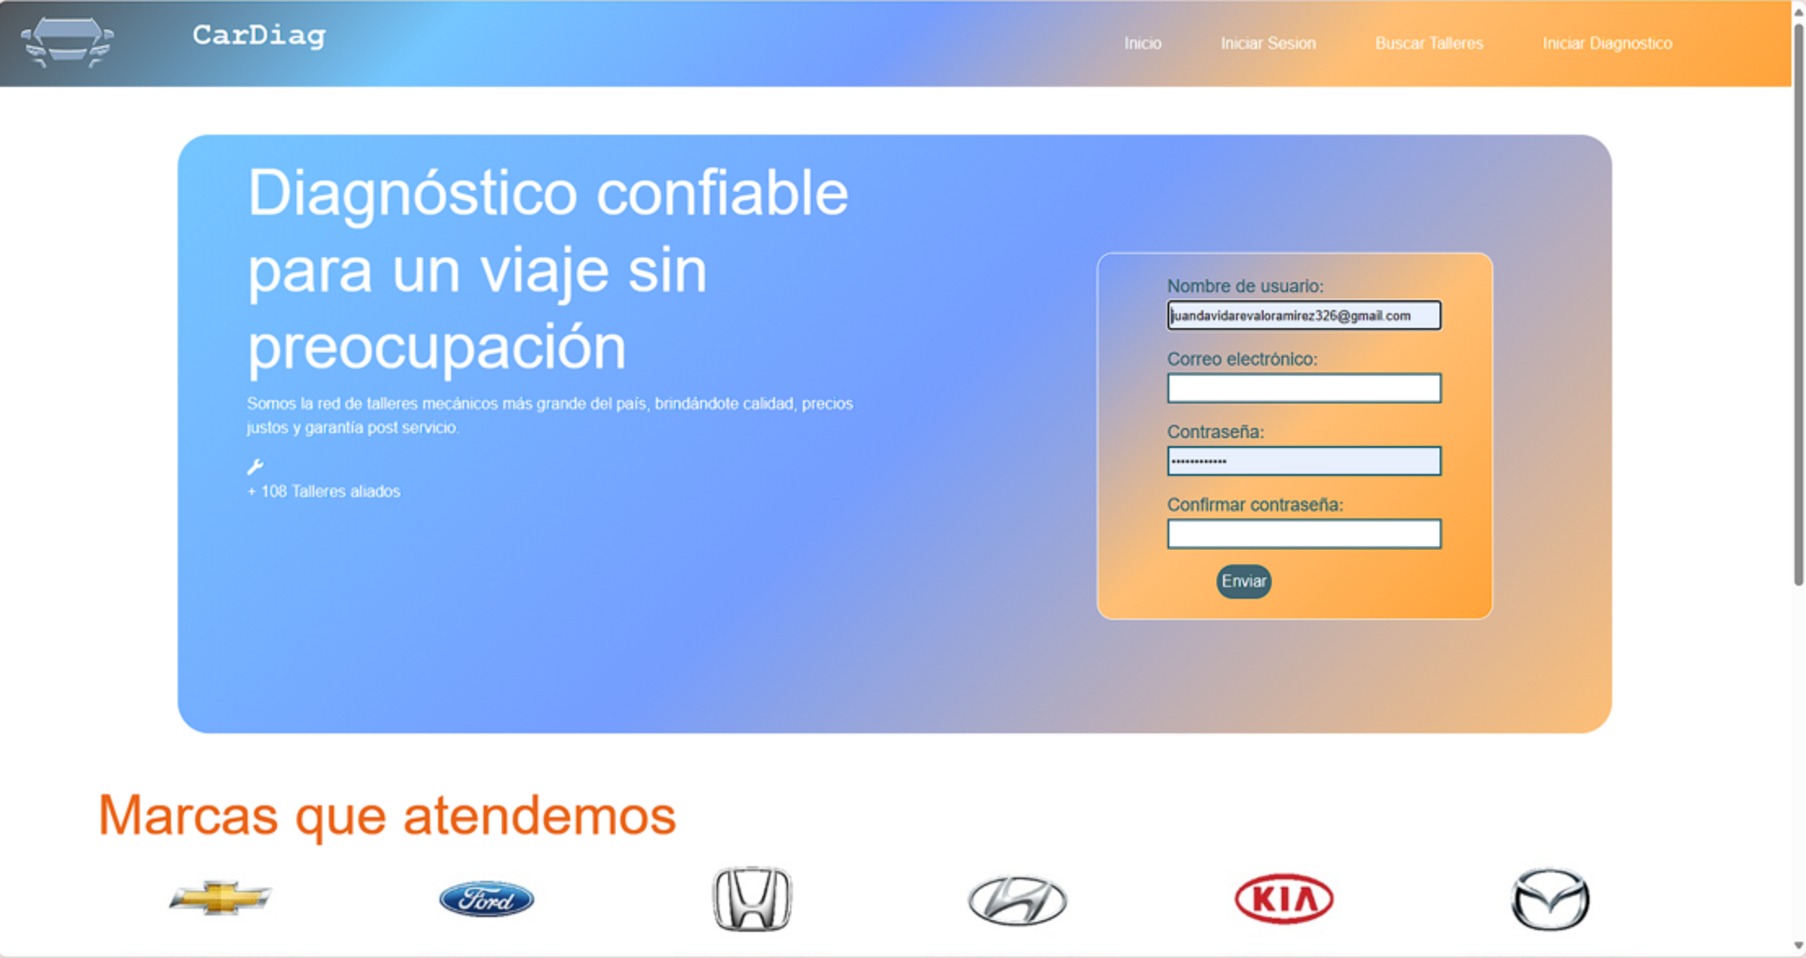 CarDiag
Inicio
Iniciar Sesion
Buscar Talleres
Iniciar Diagnostico
Diagnóstico confiable
para un viaje sin
preocupación
Somos la red de talleres mecánicos más grande del país, brindándote calidad, precios
justos y garantía post servicio.
+ 108 Talleres aliados
Nombre de usuario:
juandavidarevaloramirez326@gmail.com
Correo electrónico:
Contraseña:
••••••••••••
Confirmar contraseña:
Enviar
Marcas que atendemos
Ford
KIA